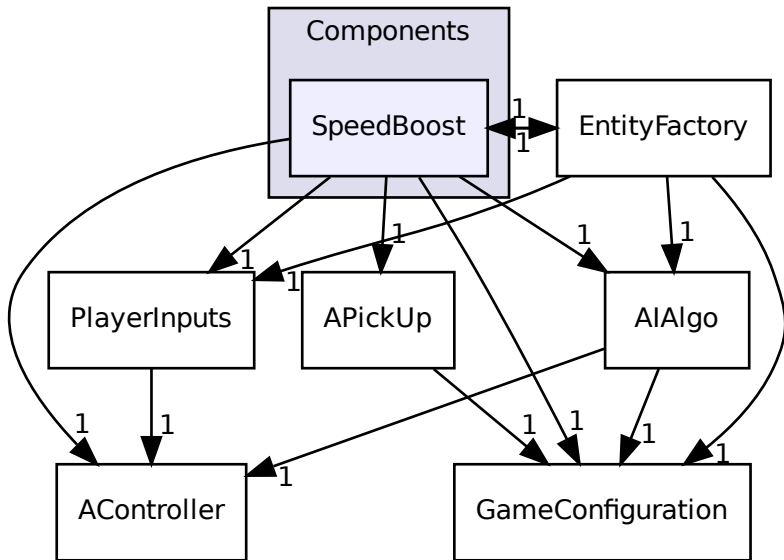 Components
SpeedBoost
1
1
EntityFactory
1
1
1
1
1
PlayerInputs
APickUp
AIAlgo
1
1
1
1
1
1
1
AController
GameConfiguration